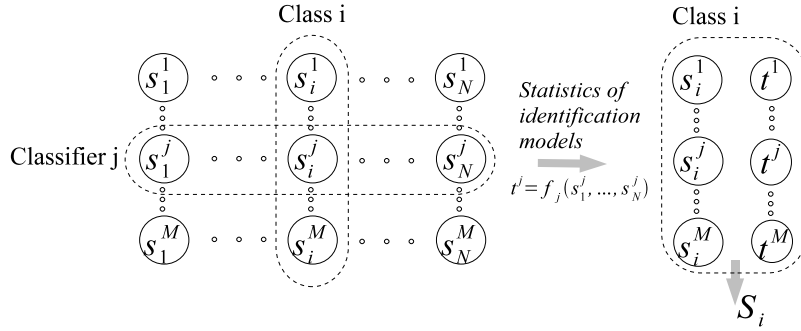 Class i
Class i
s_1^1 s_i^1 s_N^1
Statistics of
identification
models
s_i^1 t^1
Classifier j
s_1^j s_i^j s_N^j
t^j = f_j(s_1^j, ..., s_N^j)
s_i^j t^j
s_1^M s_i^M s_N^M
s_i^M t^M
S_i